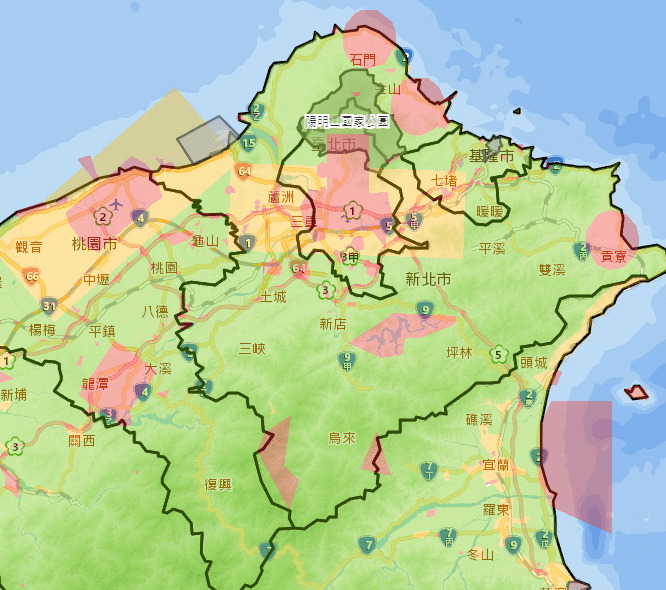 石門
2
金山
2
乙
陽明山國家公園
15
臺北市
基隆市
2
64
七堵
蘆洲
暖暖
2
4
三重
1
5
5
甲
觀音
桃園市
龜山
1
平溪
2
丙
貢寮
3甲
66
中壢
桃園
64
新北市
雙溪
31
八德
土城
3
9
楊梅
平鎮
新店
1
三峽
9
甲
坪林
5
頭城
大溪
新埔
龍潭
4
2
庚
3
礁溪
關西
3
烏來
7
丁
宜蘭
復興
羅東
7
7
7
丙
9
2
戊
冬山